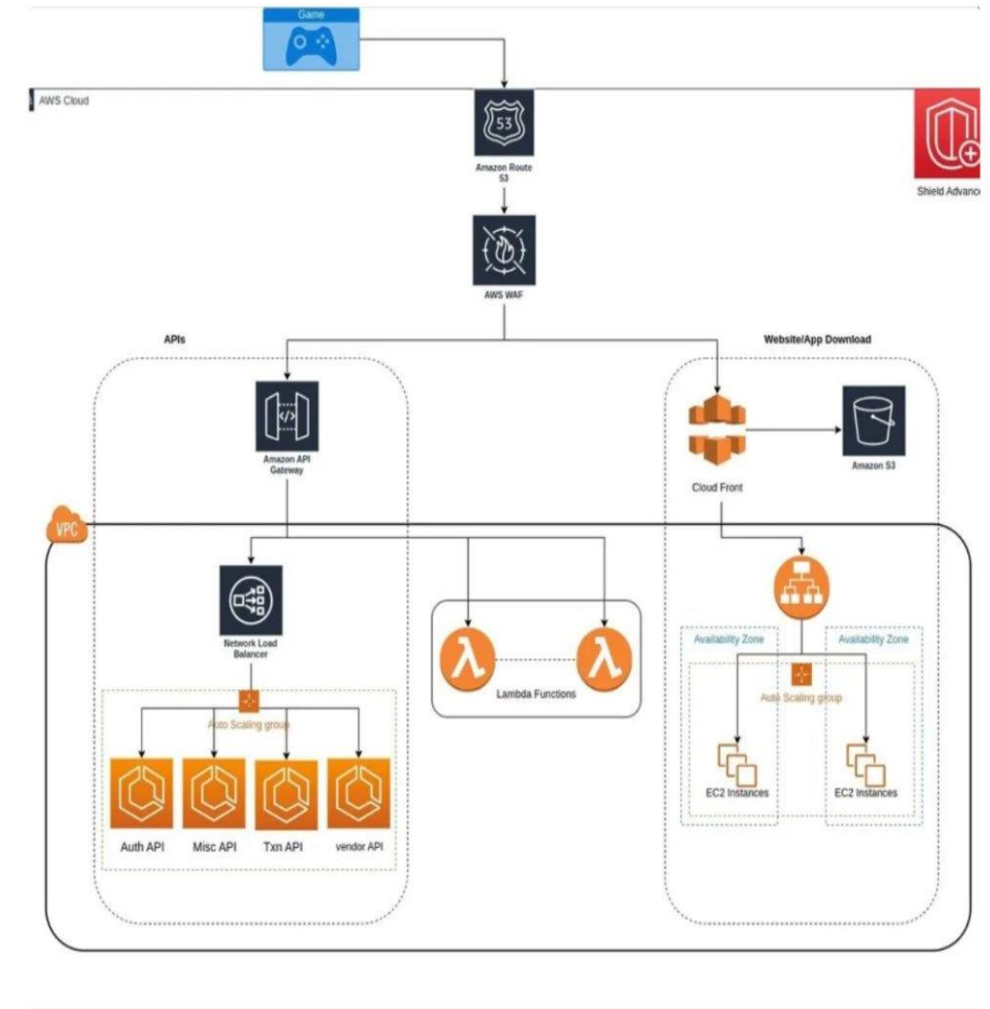 Game
AWS Cloud
53
Amazon Route
53
Shield Advanc
AWS WAF
APIs
Website/App Download
</>
Amazon API
Gateway
Amazon S3
Cloud Front
VPC
Network Load
Balancer
Availability Zone
Availability Zone
λ
λ
Lambda Functions
Auto Scaling group
Auto Scaling group
EC2 Instances
EC2 Instances
Auth API
Misc API
Txn API
vendor API